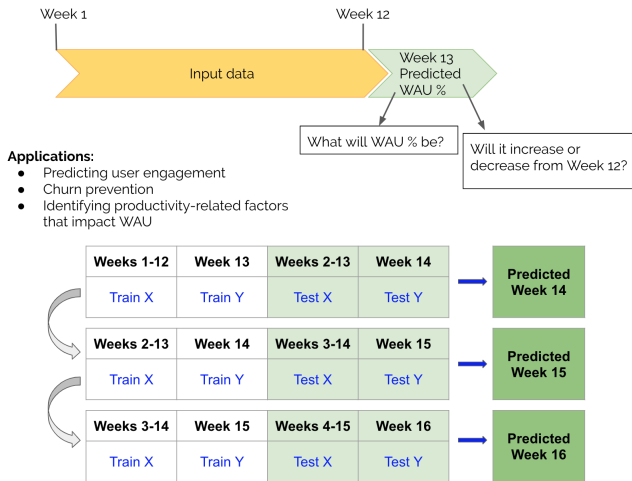 Week 1
Week 12
Input data
Week 13
Predicted
WAU %
What will WAU % be?
Will it increase or
decrease from Week 12?
Applications:
● Predicting user engagement
● Churn prevention
● Identifying productivity-related factors
that impact WAU
Weeks 1-12 Week 13 Weeks 2-13 Week 14
Train X Train Y Test X Test Y
Predicted
Week 14
Weeks 2-13 Week 14 Weeks 3-14 Week 15
Train X Train Y Test X Test Y
Predicted
Week 15
Weeks 3-14 Week 15 Weeks 4-15 Week 16
Train X Train Y Test X Test Y
Predicted
Week 16